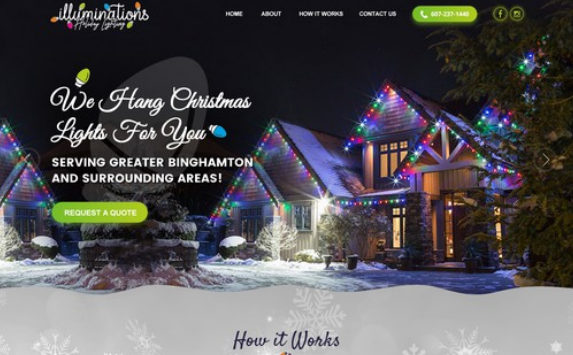 illuminations
Holiday Lighting
HOME ABOUT HOW IT WORKS CONTACT US 607-237-1440
We Hang Christmas
Lights For You
SERVING GREATER BINGHAMTON
AND SURROUNDING AREAS!
REQUEST A QUOTE
How it Works